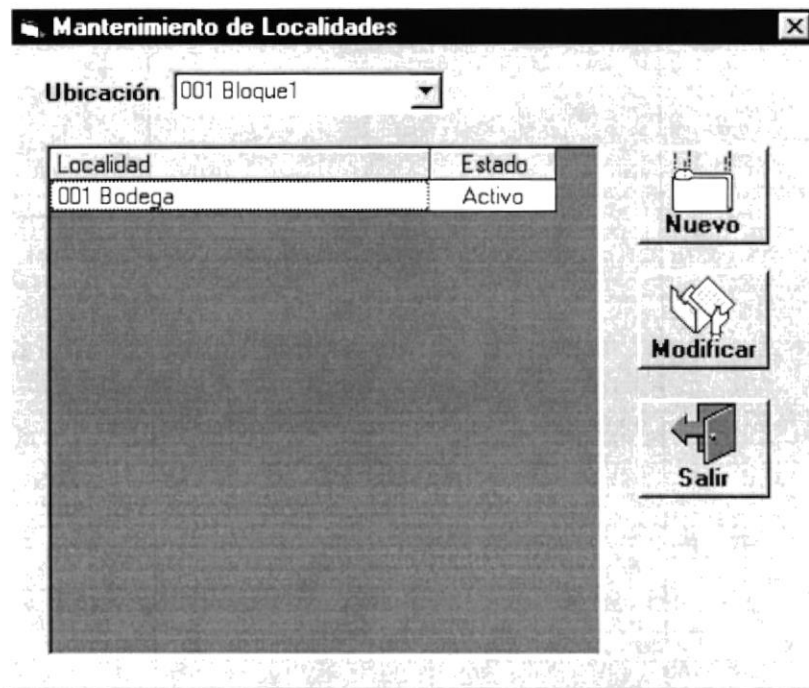 Mantenimiento de Localidades
Ubicación 001 Bloque1
Localidad Estado
001 Bodega Activo
Nuevo
Modificar
Salir